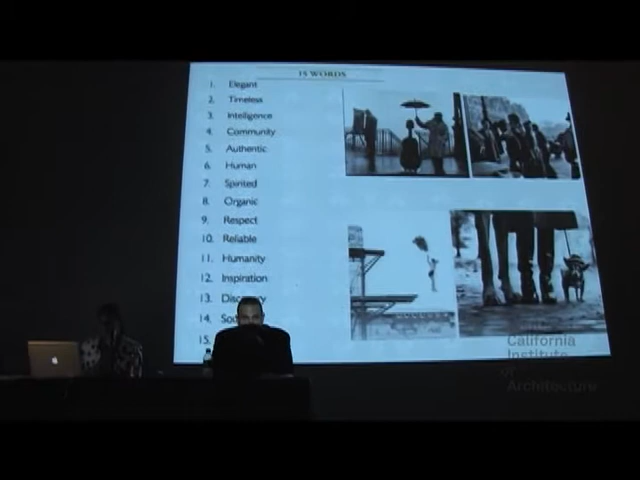 15 WORDS
1. Elegant
2. Timeless
3. Intelligence
4. Community
5. Authentic
6. Human
7. Spirited
8. Organic
9. Respect
10. Reliable
11. Humanity
12. Inspiration
13.
14.
15.
California
Institute
of
Architecture